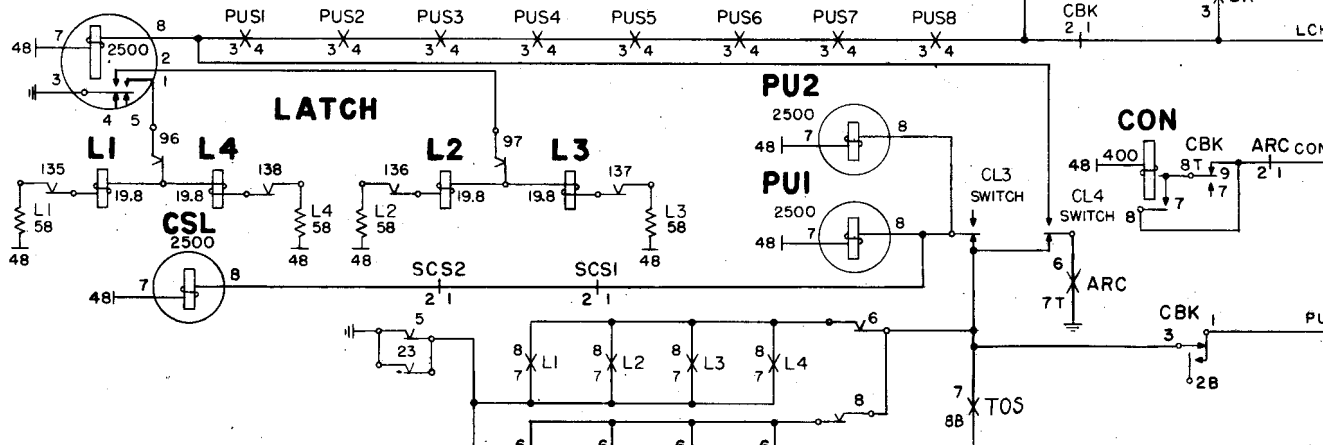 PUS1 PUS2 PUS3 PUS4 PUS5 PUS6 PUS7 PUS8 CBK
2 1 3
7 8
48 2500
3 4 3 4 3 4 3 4 3 4 3 4 3 4 3 4
LCH
2
3 1
4 5
LATCH
PU2
2500
7 8
48
96 97
L1 L4 L2 L3
135 138 136 137
19.8 19.8 19.8 19.8
L1 58
L4 58
L2 58
L3 58
48 48 48 48
CON
48 400
CBK
8T 9
7
7
8
ARC CON
2 1
PU1
2500
7 8
48
CL3
SWITCH
CL4
SWITCH
CSL
2500
7 8
48
SCS2 SCS1
2 1 2 1
6
ARC
7T
CBK
1
3
2B
PU
5
23
8 8 8 8
L1 L2 L3 L4
7 7 7 7
6
8
7
TOS
8B
6 6 6 6